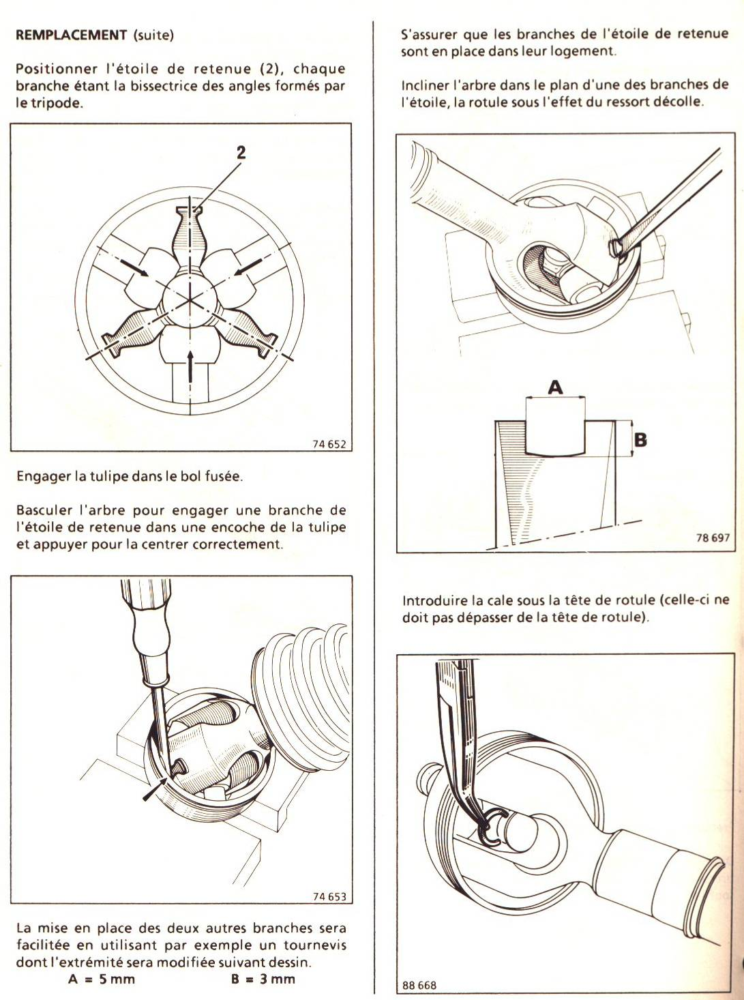 REMPLACEMENT (suite)
Positionner l'étoile de retenue (2), chaque
branche étant la bissectrice des angles formés par
le tripode.
2
74 652
Engager la tulipe dans le bol fusée.
Basculer l'arbre pour engager une branche de
l'étoile de retenue dans une encoche de la tulipe
et appuyer pour la centrer correctement.
74 653
La mise en place des deux autres branches sera
facilitée en utilisant par exemple un tournevis
dont l'extrémité sera modifiée suivant dessin.
A = 5 mm B = 3 mm
S'assurer que les branches de l'étoile de retenue
sont en place dans leur logement.
Incliner l'arbre dans le plan d'une des branches de
l'étoile, la rotule sous l'effet du ressort décolle.
A
B
78 697
Introduire la cale sous la tête de rotule (celle-ci ne
doit pas dépasser de la tête de rotule).
88 668